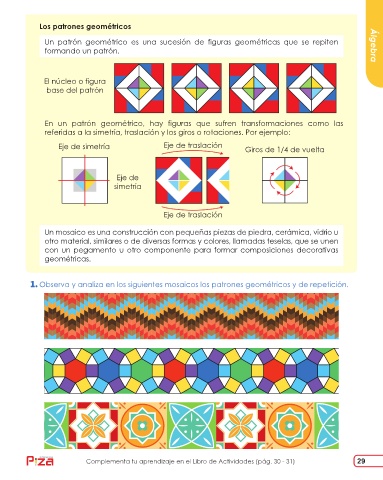 Los patrones geométricos
Álgebra
Un patrón geométrico es una sucesión de figuras geométricas que se repiten
formando un patrón.
El núcleo o figura
base del patrón
En un patrón geométrico, hay figuras que sufren transformaciones como las
referidas a la simetría, traslación y los giros o rotaciones. Por ejemplo:
Eje de simetría
Eje de traslación
Giros de 1/4 de vuelta
Eje de
simetría
Eje de traslación
Un mosaico es una construcción con pequeñas piezas de piedra, cerámica, vidrio u
otro material, similares o de diversas formas y colores, llamadas teselas, que se unen
con un pegamento u otro componente para formar composiciones decorativas
geométricas.
1. Observa y analiza en los siguientes mosaicos los patrones geométricos y de repetición.
P:zA
Complementa tu aprendizaje en el Libro de Actividades (pág. 30 - 31)
29